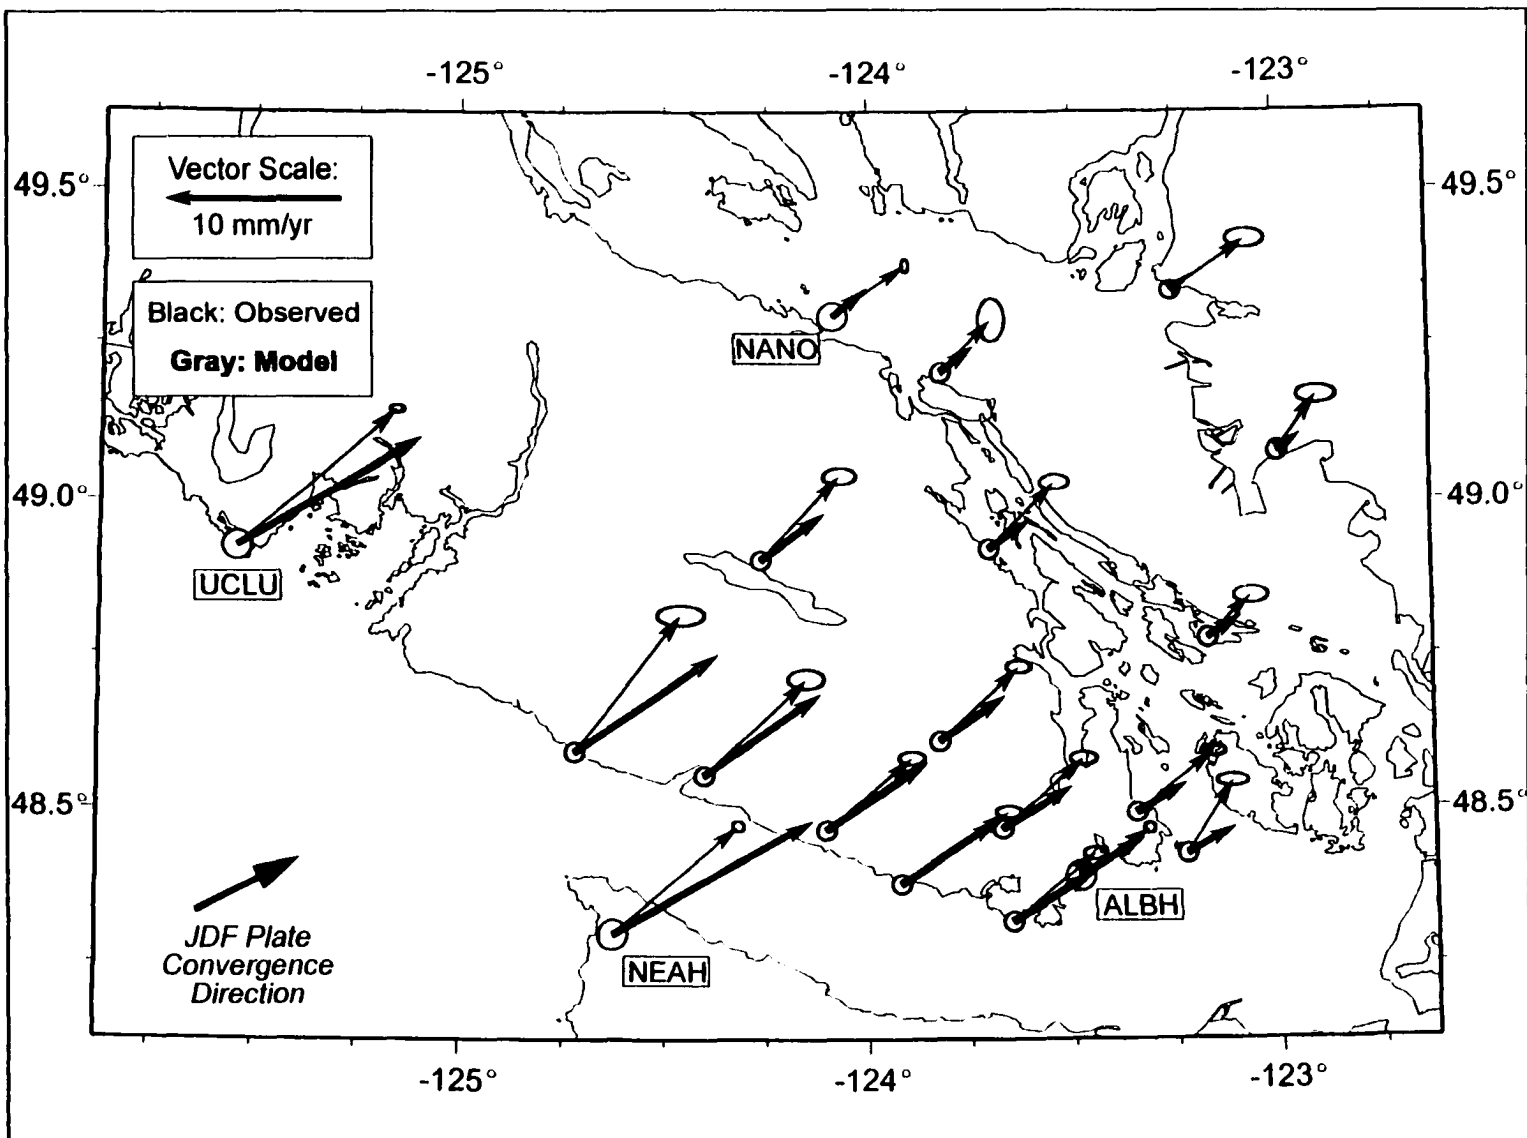 -125°
-124°
-123°
49.5°
49.5°
Vector Scale:
10 mm/yr
Black: Observed
Gray: Model
NANO
49.0°
49.0°
UCLU
48.5°
48.5°
ALBH
JDF Plate
Convergence
Direction
NEAH
-125°
-124°
-123°